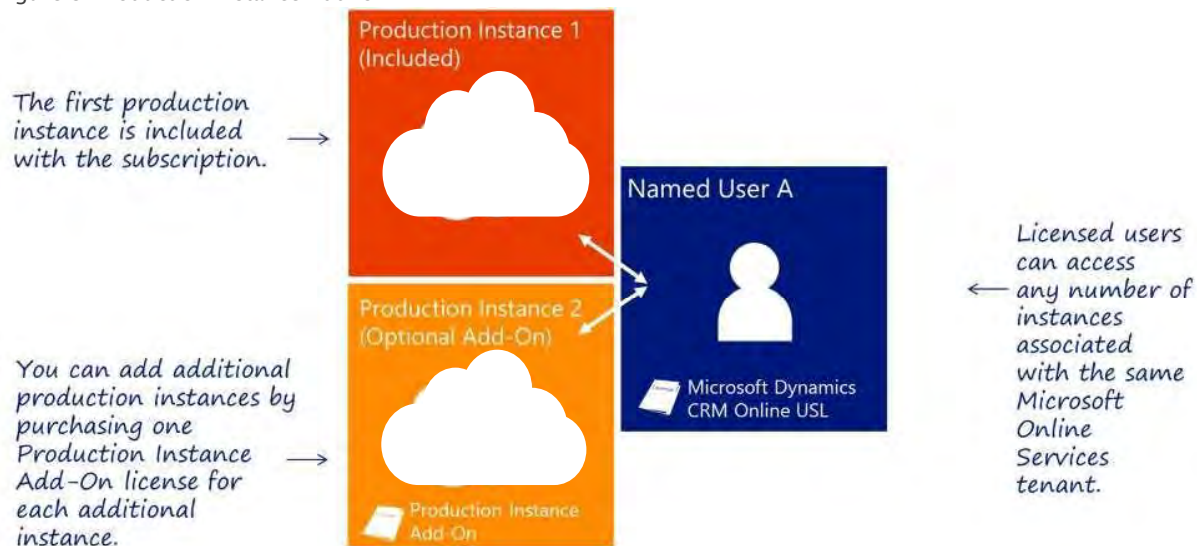 The first production
instance is included
with the subscription.
Production Instance 1
(Included)
Named User A
Microsoft Dynamics
CRM Online USL
Licensed users
can access
any number of
instances
associated
with the same
Microsoft
Online
Services
tenant.
You can add additional
production instances by
purchasing one
Production Instance
Add-On license for
each additional
instance.
Production Instance 2
(Optional Add-On)
Production Instance
Add-On